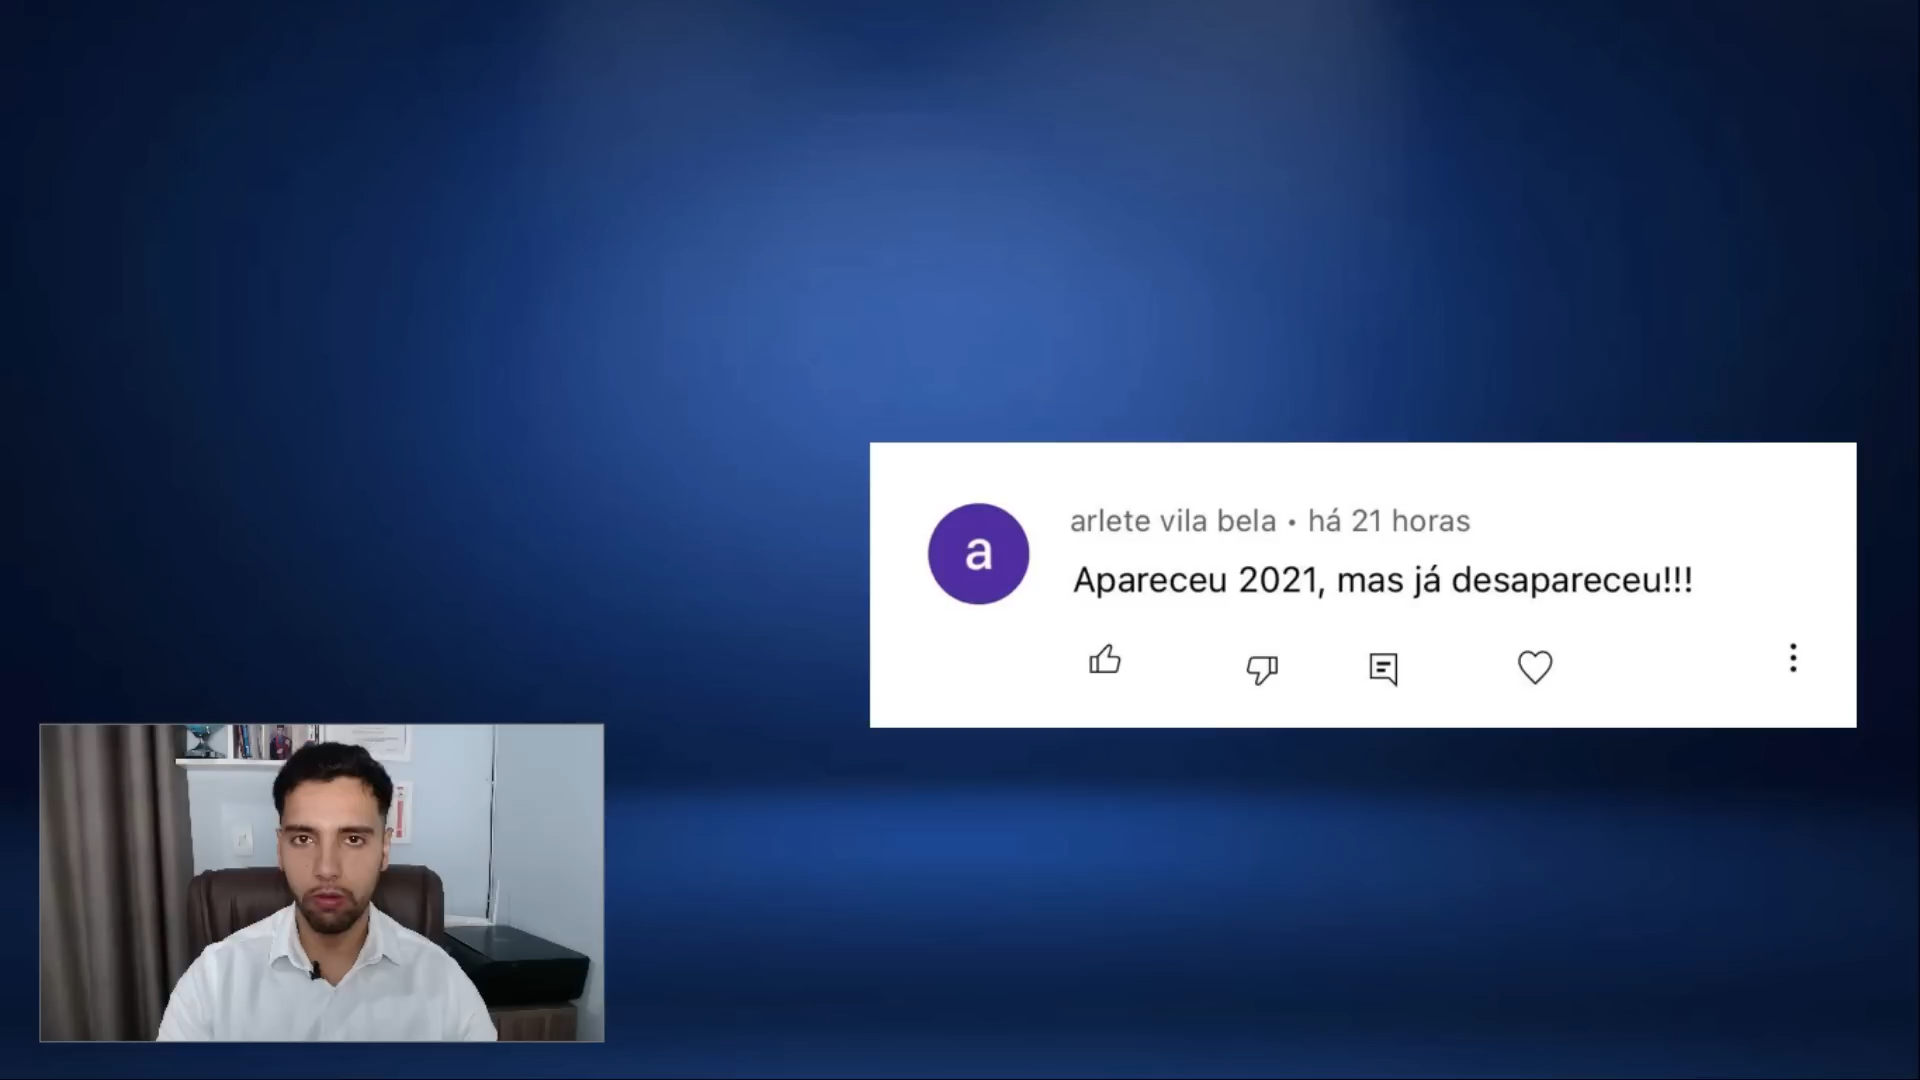 a
arlete vila bela • há 21 horas
Apareceu 2021, mas já desapareceu!!!